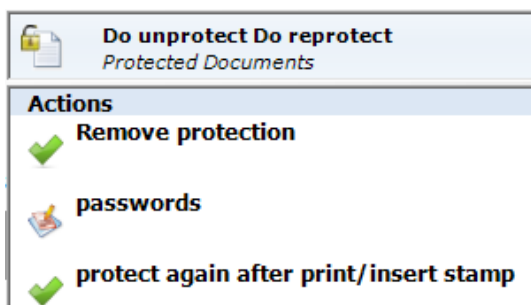 Do unprotect Do reprotect
Protected Documents
Actions
Remove protection
passwords
protect again after print/insert stamp